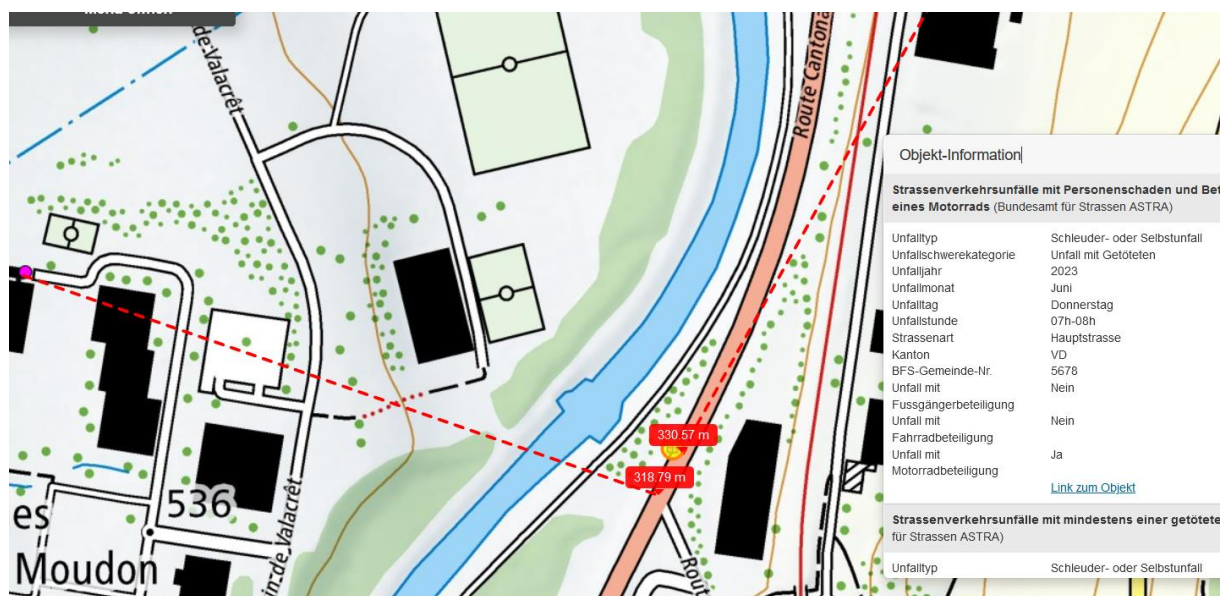 de Valacrêt
Route Cantona
Objekt-Information
Strassenverkehrsunfälle mit Personenschaden und Bet
eines Motorrads (Bundesamt für Strassen ASTRA)
Unfalltyp Schleuder- oder Selbstunfall
Unfallschwerekategorie Unfall mit Getöteten
Unfalljahr 2023
Unfallmonat Juni
Unfalltag Donnerstag
Unfallstunde 07h-08h
Strassenart Hauptstrasse
Kanton VD
BFS-Gemeinde-Nr. 5678
Unfall mit Nein
Fussgängerbeteiligung
Unfall mit Nein
Fahrradbeteiligung
Unfall mit Ja
Motorradbeteiligung
Link zum Objekt
Strassenverkehrsunfälle mit mindestens einer getötete
für Strassen ASTRA)
Unfalltyp Schleuder- oder Selbstunfall
330.57 m
318.79 m
536
es
Moudon
in de Valacrêt
Rout